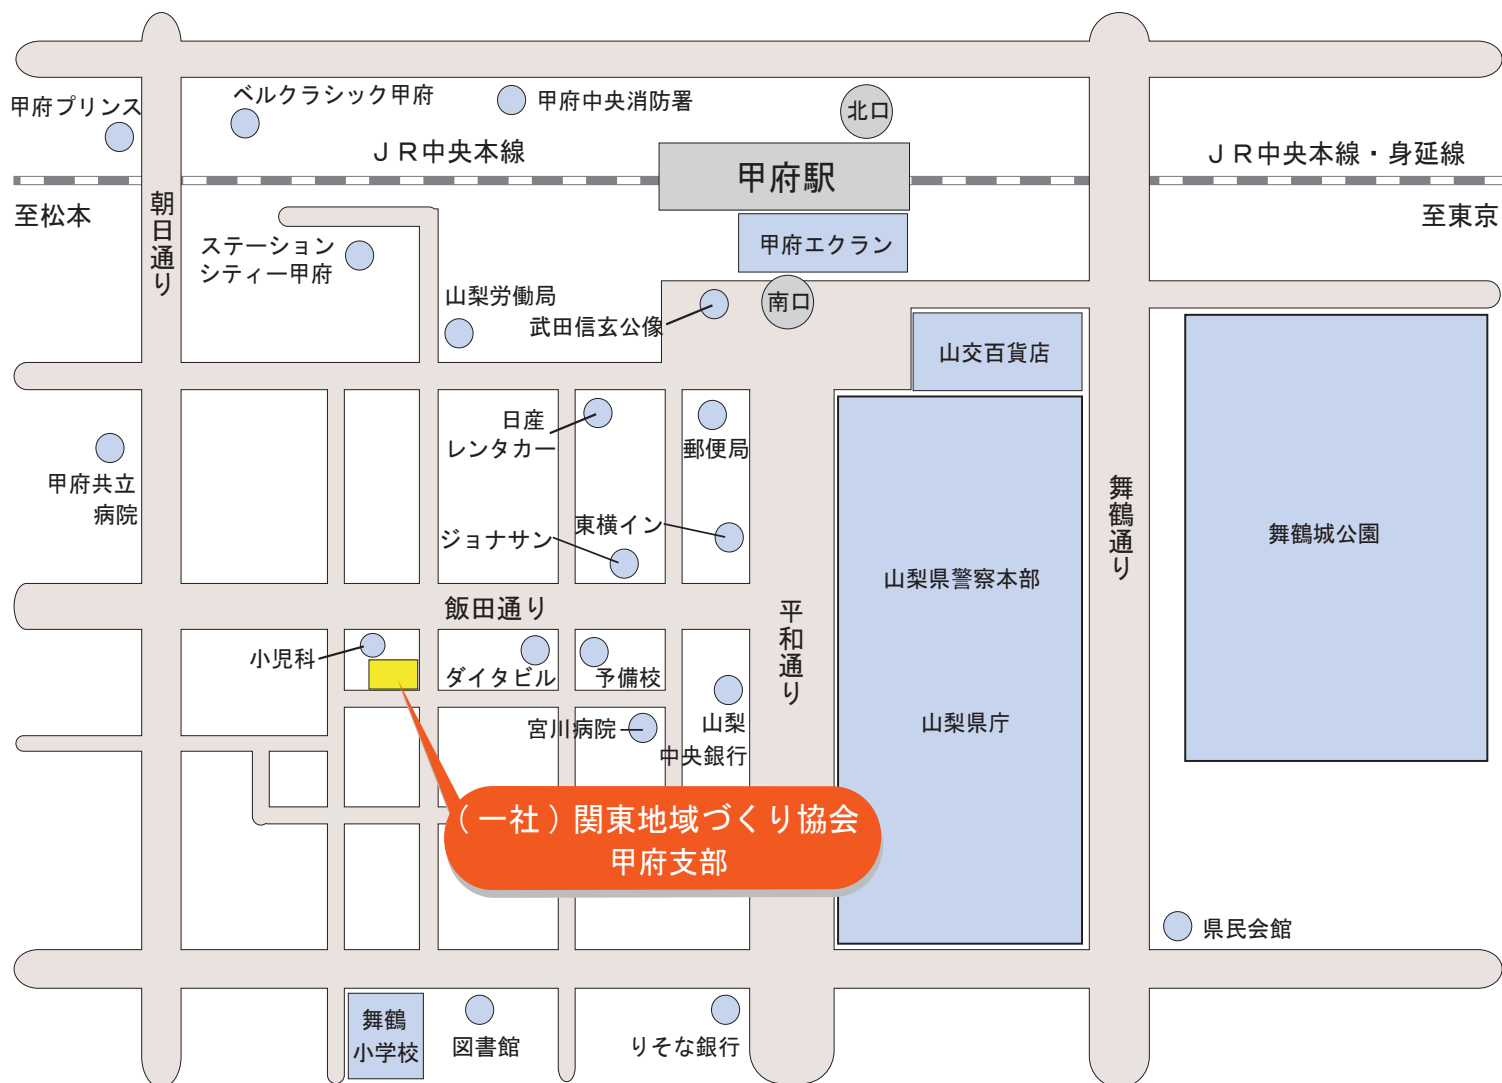 甲府プリンス
ベルクラシック甲府
甲府中央消防署
北口
ＪＲ中央本線
甲府駅
ＪＲ中央本線・身延線
至松本
至東京
朝日通り
ステーション
シティー甲府
甲府エクラン
山梨労働局
武田信玄公像
南口
山交百貨店
日産
レンタカー
郵便局
甲府共立
病院
舞鶴通り
東横イン
ジョナサン
舞鶴城公園
山梨県警察本部
飯田通り
平和通り
小児科
ダイタビル
予備校
宮川病院
山梨
中央銀行
山梨県庁
（一社）関東地域づくり協会
甲府支部
県民会館
舞鶴
小学校
図書館
りそな銀行